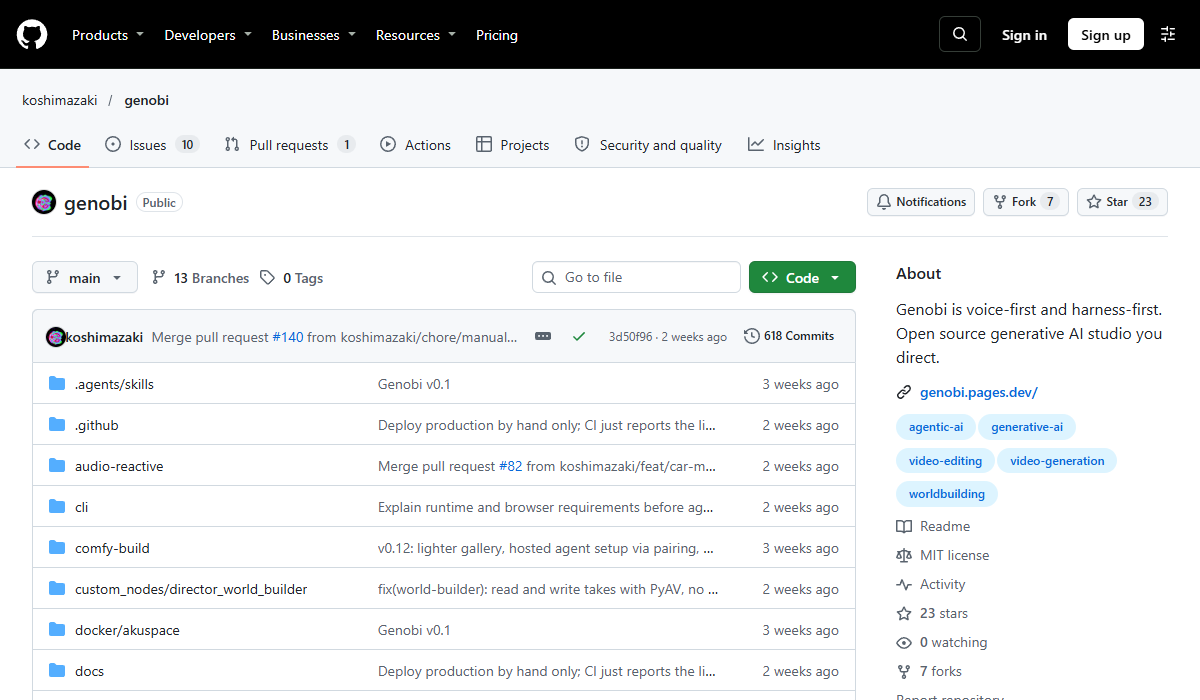 Products Developers Businesses Resources Pricing Sign in Sign up
koshimazaki / genobi
Code Issues 10 Pull requests 1 Actions Projects Security and quality Insights
genobi Public Notifications Fork 7 Star 23
main 13 Branches 0 Tags Go to file Code
koshimazaki Merge pull request #140 from koshimazaki/chore/manual... 3d50f96 · 2 weeks ago 618 Commits
.agents/skills Genobi v0.1 3 weeks ago
.github Deploy production by hand only; CI just reports the li... 2 weeks ago
audio-reactive Merge pull request #82 from koshimazaki/feat/car-m... 2 weeks ago
cli Explain runtime and browser requirements before ag... 2 weeks ago
comfy-build v0.12: lighter gallery, hosted agent setup via pairing, ... 3 weeks ago
custom_nodes/director_world_builder fix(world-builder): read and write takes with PyAV, no ... 2 weeks ago
docker/akuspace Genobi v0.1 3 weeks ago
docs Deploy production by hand only; CI just reports the li... 2 weeks ago
About
Genobi is voice-first and harness-first.
Open source generative AI studio you
direct.
genobi.pages.dev/
agentic-ai generative-ai
video-editing video-generation
worldbuilding
Readme
MIT license
Activity
23 stars
0 watching
7 forks
Report repository